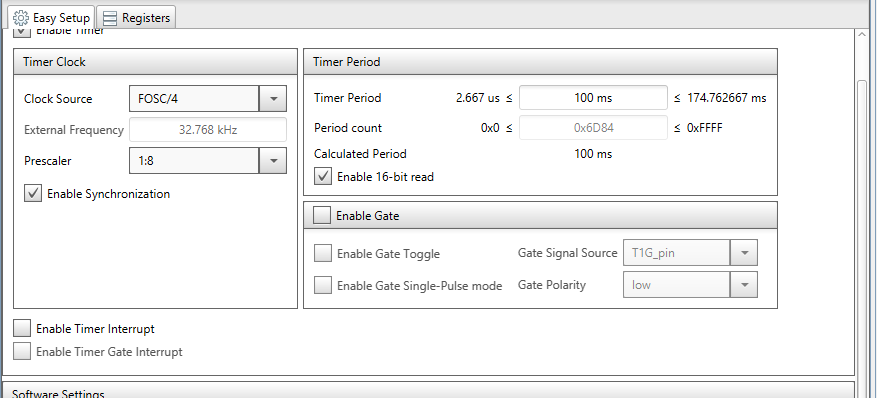 Easy Setup Registers
Enable Timer
Timer Clock
Timer Period
Clock Source FOSC/4
Timer Period 2.667 us ≤ 100 ms ≤ 174.762667 ms
External Frequency 32.768 kHz
Period count 0x0 ≤ 0x6D84 ≤ 0xFFFF
Prescaler 1:8
Calculated Period 100 ms
Enable 16-bit read
Enable Synchronization
Enable Gate
Enable Gate Toggle Gate Signal Source T1G_pin
Enable Gate Single-Pulse mode Gate Polarity low
Enable Timer Interrupt
Enable Timer Gate Interrupt
Software Settings